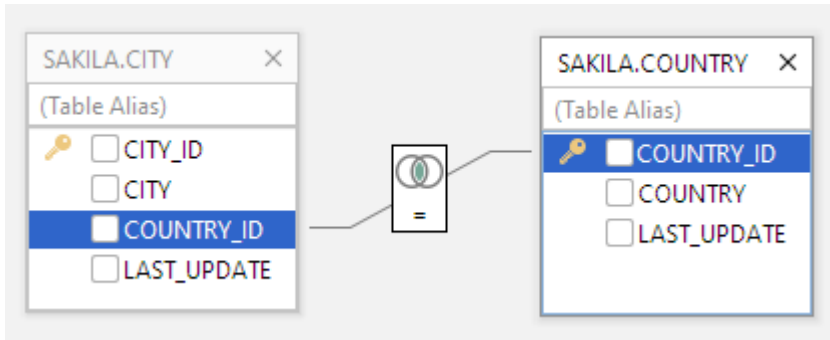 SAKILA.CITY ×
(Table Alias)
CITY_ID
CITY
COUNTRY_ID
LAST_UPDATE
=
SAKILA.COUNTRY ×
(Table Alias)
COUNTRY_ID
COUNTRY
LAST_UPDATE